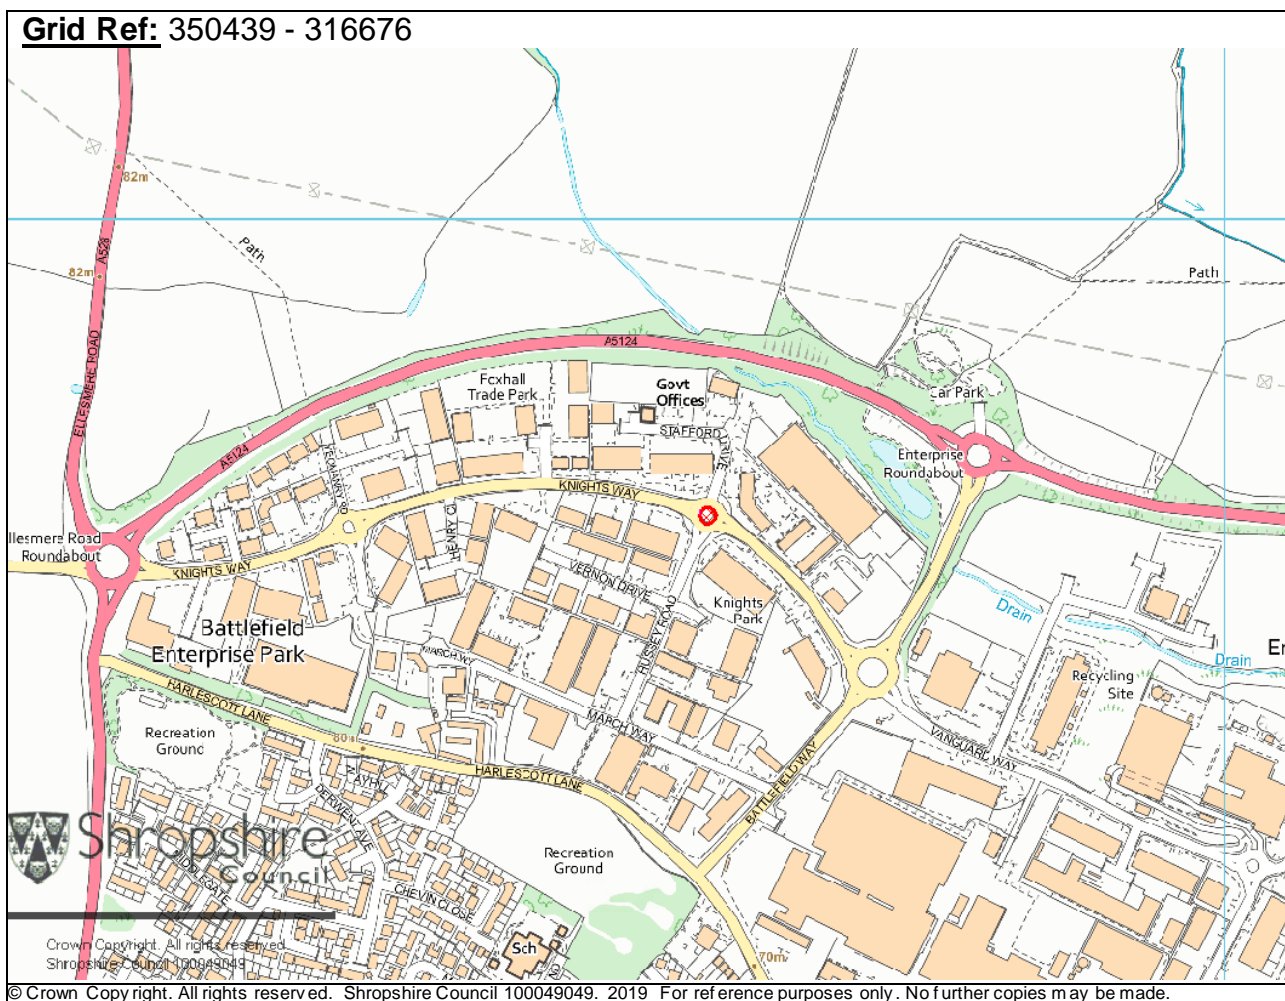 Grid Ref: 350439 - 316676
82m
A528
Path
82m
Path
A5124
ELLESMERE ROAD
Foxhall
Trade Park
Govt
Offices
Car Park
STAFFORD DRIVE
A5124
Enterprise
Roundabout
KNIGHTS WAY
HENRY CL
llesmere Road
Roundabout
KNIGHTS WAY
VERNON DRIVE
Knights
Park
Drain
HUSSEY ROAD
Battlefield
Enterprise Park
MARCH WY
Er
Drain
Recycling
Site
HARLESCOTT LANE
MARCH WAY
Recreation
Ground
80m
VANGUARD WAY
BATTLEFIELD WAY
HARLESCOTT LANE
MAYHILL
DERWENT AVE
Shropshire
Council
Recreation
Ground
IDDLEGATE
CHEVIN CLOSE
Crown Copyright. All rights reserved
Shropshire Council 100049049
Sch
70m
© Crown Copyright. All rights reserved. Shropshire Council 100049049. 2019 For reference purposes only. No further copies may be made.